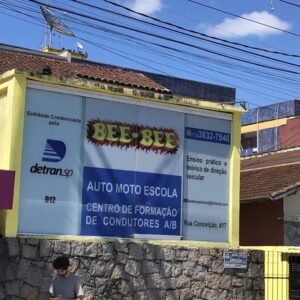 Entidade Credenciada
pelo
detran.sp
012
BEE-BEE
AUTO MOTO ESCOLA
CENTRO DE FORMAÇÃO
DE CONDUTORES A/B
3832-7840
Ensino prático e
teórico de direção
veicular
Rua Conceição, 417